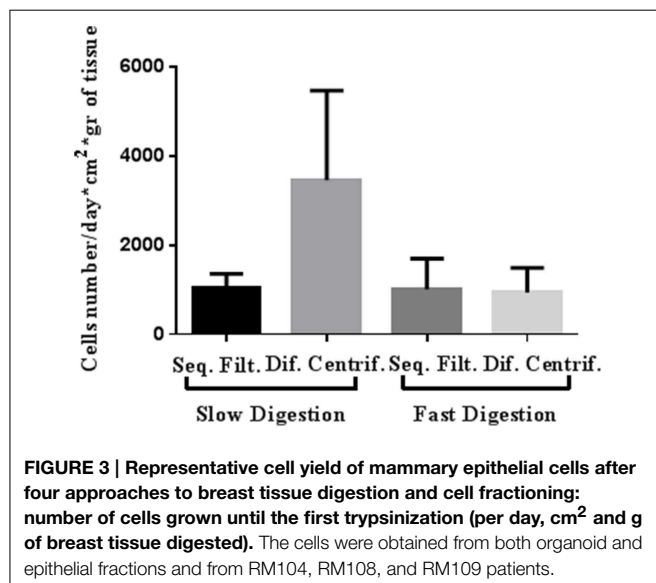 Cells number/day*cm²*gr of tissue
6000
4000
2000
0
Seq. Filt. Dif. Centrif. Seq. Filt. Dif. Centrif.
Slow Digestion Fast Digestion
FIGURE 3 | Representative cell yield of mammary epithelial cells after
four approaches to breast tissue digestion and cell fractioning:
number of cells grown until the first trypsinization (per day, cm² and g
of breast tissue digested). The cells were obtained from both organoid and
epithelial fractions and from RM104, RM108, and RM109 patients.